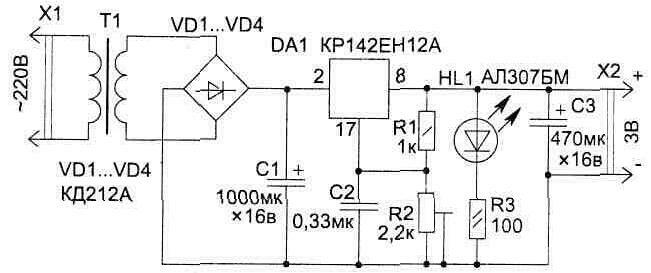 X1
T1
VD1...VD4
DA1 КР142ЕН12А
2
8
17
HL1 АЛ307БМ
X2
+
~220В
R1
1к
C3
+
470мк
×16в
3В
-
VD1...VD4
КД212А
C1
+
1000мк
×16в
C2
0,33мк
R2
2,2к
R3
100